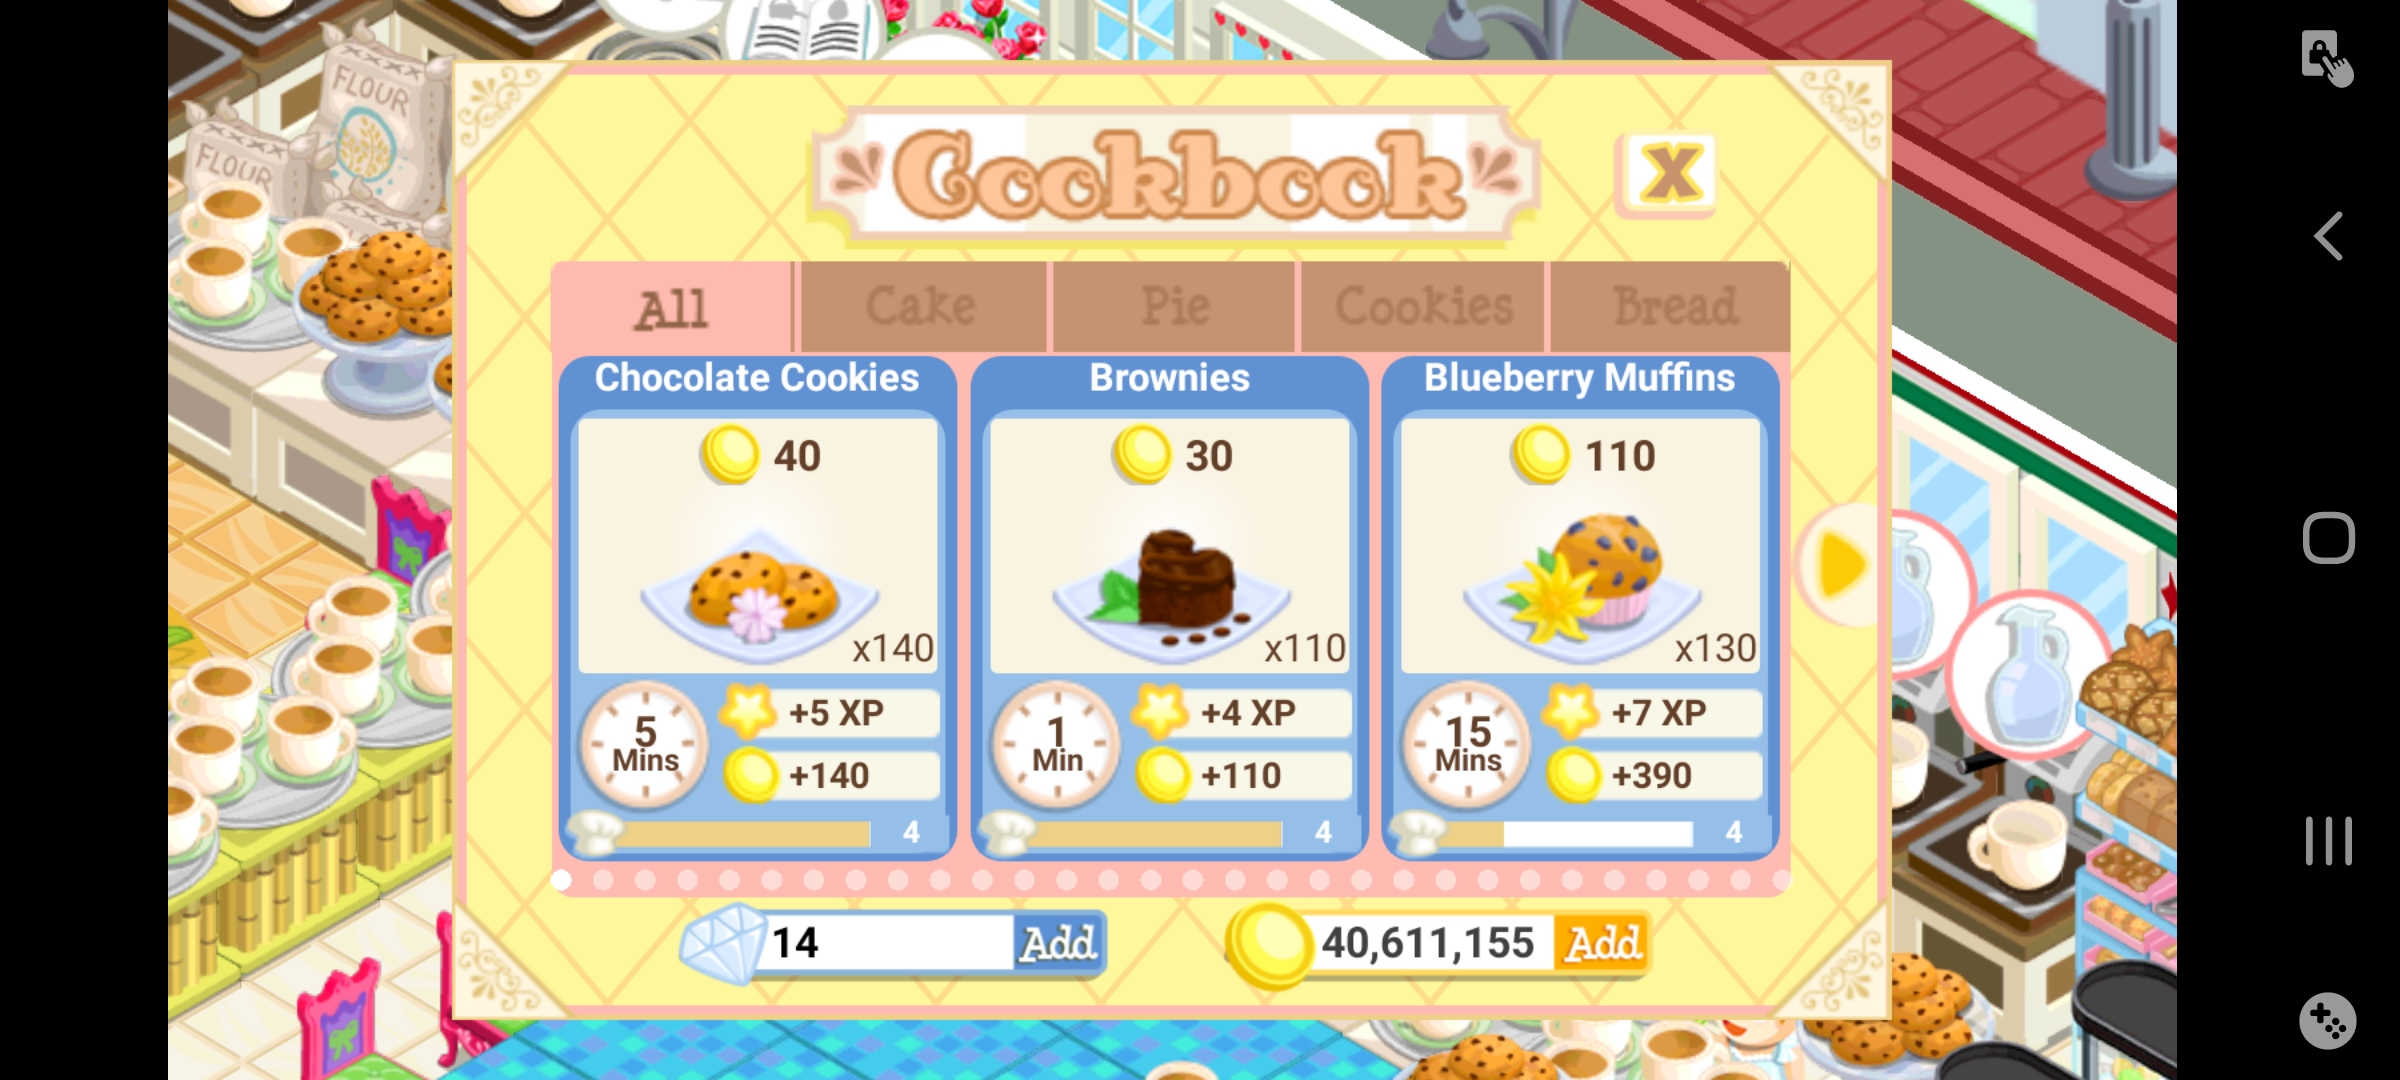 FLOUR
FLOUR
Cookbook
X
All
Cake
Pie
Cookies
Bread
Chocolate Cookies
40
x140
5
Mins
+5 XP
+140
4
Brownies
30
x110
1
Min
+4 XP
+110
4
Blueberry Muffins
110
x130
15
Mins
+7 XP
+390
4
14
Add
40,611,155
Add